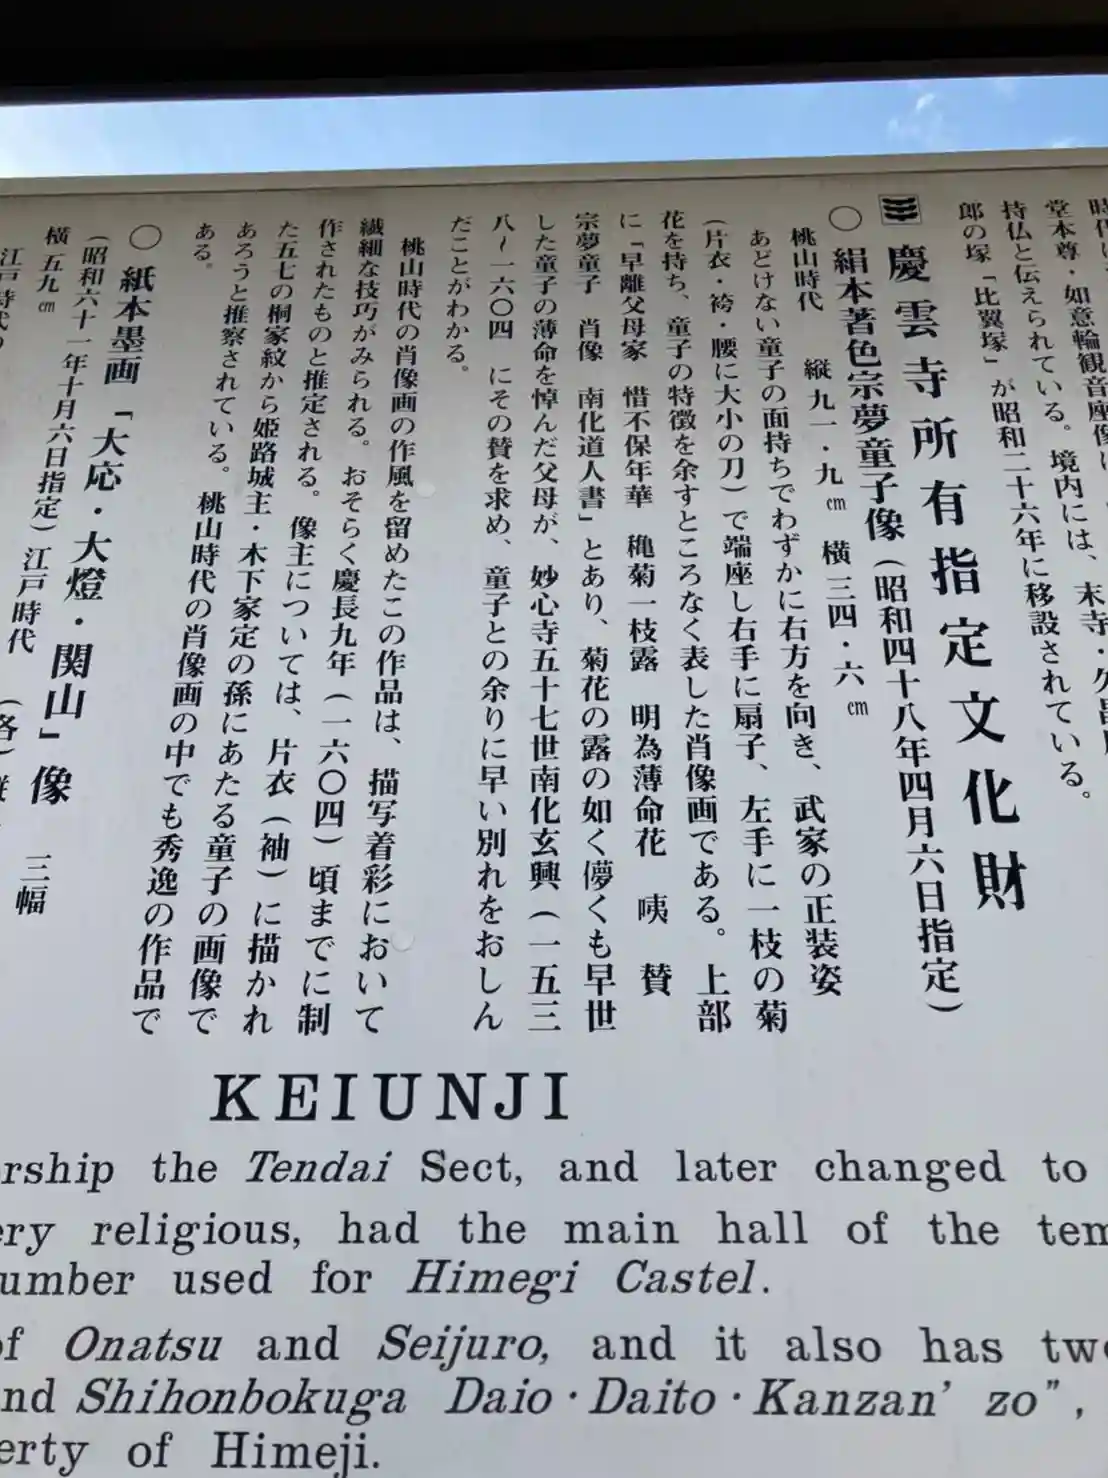 時代
堂本尊・如意輪観音座像は
持仏と伝えられている。境内には、末寺・久昌
郎の塚「比翼塚」が昭和二十六年に移設されている。
慶雲寺所有指定文化財
○絹本著色宗夢童子像(昭和四十八年四月六日指定)
桃山時代 縦九一・九㎝ 横三四・六㎝
あどけない童子の面持ちでわずかに右方を向き、武家の正装姿
(片衣・袴・腰に大小の刀)で端座し右手に扇子、左手に一枝の菊
花を持ち、童子の特徴を余すところなく表した肖像画である。上部
に「早離父母家 惜不保年華 穐菊一枝露 明為薄命花 咦 賛
宗夢童子 肖像 南化道人書」とあり、菊花の露の如く儚くも早世
した童子の薄命を悼んだ父母が、妙心寺五十七世南化玄興(一五三
八〜一六〇四 にその賛を求め、童子との余りに早い別れをおしん
だことがわかる。
桃山時代の肖像画の作風を留めたこの作品は、描写着彩において
繊細な技巧がみられる。おそらく慶長九年(一六〇四)頃までに制
作されたものと推定される。像主については、片衣(袖)に描かれ
た五七の桐家紋から姫路城主・木下家定の孫にあたる童子の画像で
あろうと推察されている。桃山時代の肖像画の中でも秀逸の作品で
ある。
○紙本墨画「大応・大燈・関山」像 三幅
(昭和六十一年十月六日指定)江戸時代 (各)縦
横五九㎝
江戸時代の
KEIUNJI
rship the Tendai Sect, and later changed to
ery religious, had the main hall of the tem
umber used for Himegi Castel.
of Onatsu and Seijuro, and it also has two
nd Shihonbokuga Daio・Daito・Kanzan' zo",
erty of Himeji.